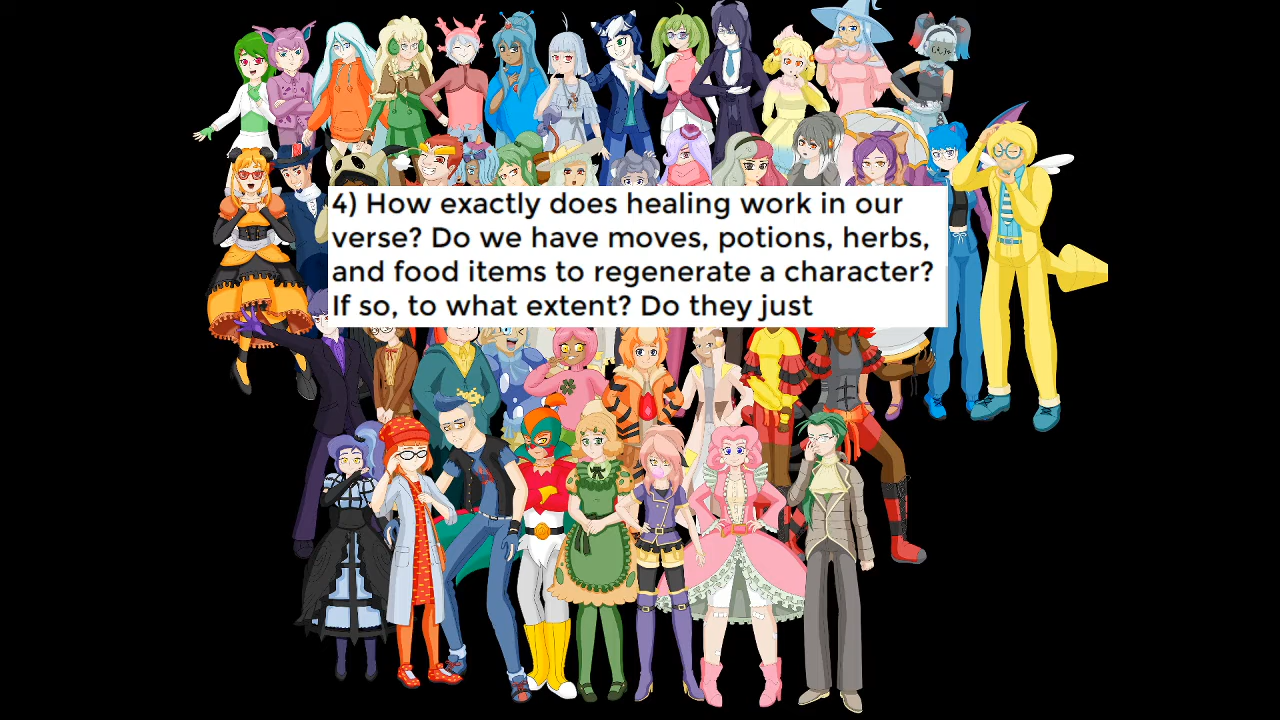 4) How exactly does healing work in our
verse? Do we have moves, potions, herbs,
and food items to regenerate a character?
If so, to what extent? Do they just